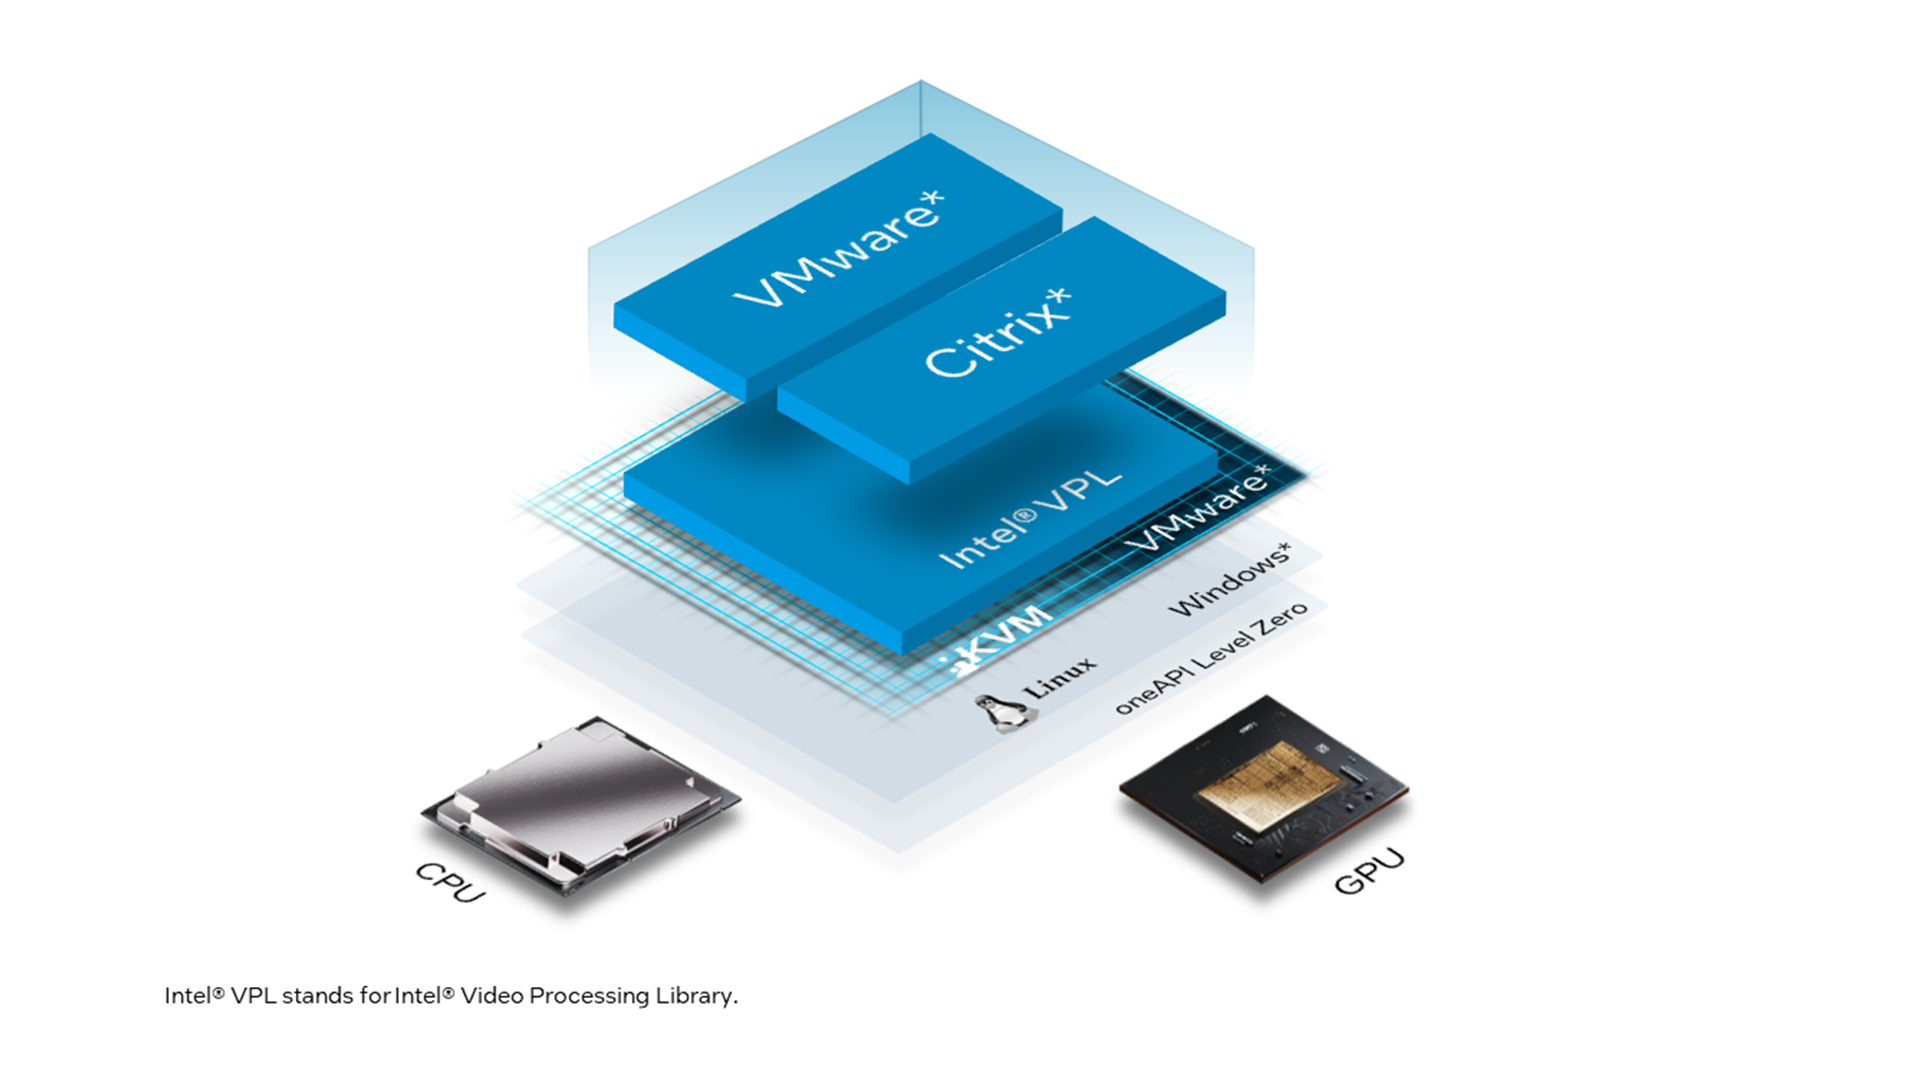 VMware*
Citrix*
Intel® VPL
VMware*
KVM
Windows*
Linux
oneAPI Level Zero
CPU
GPU
Intel® VPL stands for Intel® Video Processing Library.